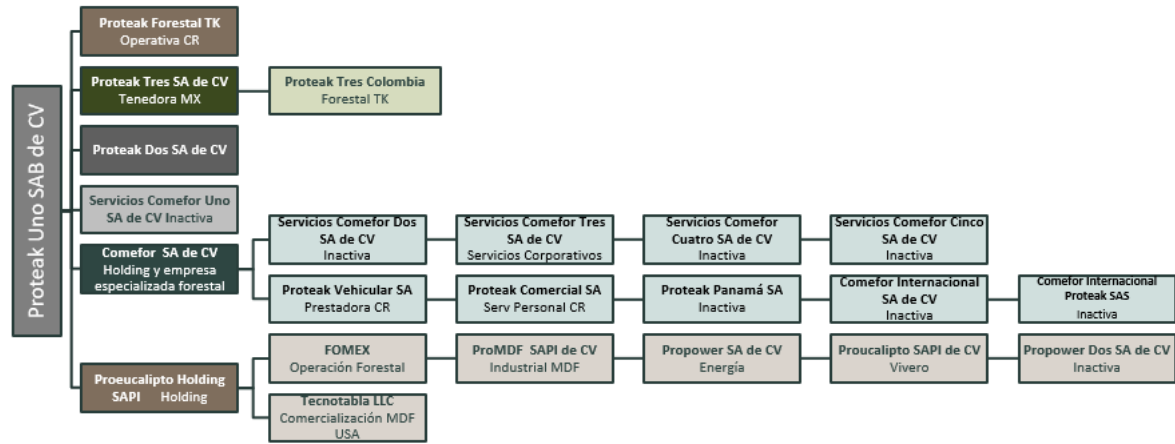 Proteak Uno SAB de CV
Proteak Forestal TK
Operativa CR
Proteak Tres SA de CV
Tenedora MX
Proteak Tres Colombia
Forestal TK
Proteak Dos SA de CV
Servicios Comefor Uno
SA de CV Inactiva
Comefor SA de CV
Holding y empresa
especializada forestal
Servicios Comefor Dos
SA de CV
Inactiva
Servicios Comefor Tres
SA de CV
Servicios Corporativos
Servicios Comefor
Cuatro SA de CV
Inactiva
Servicios Comefor Cinco
SA de CV
Inactiva
Proteak Vehicular SA
Prestadora CR
Proteak Comercial SA
Serv Personal CR
Proteak Panamá SA
Inactiva
Comefor Internacional
SA de CV
Inactiva
Comefor Internacional
Proteak SAS
Inactiva
Proeucalipto Holding
SAPI Holding
FOMEX
Operación Forestal
ProMDF SAPI de CV
Industrial MDF
Propower SA de CV
Energía
Proucalipto SAPI de CV
Vivero
Propower Dos SA de CV
Inactiva
Tecnotabla LLC
Comercialización MDF
USA